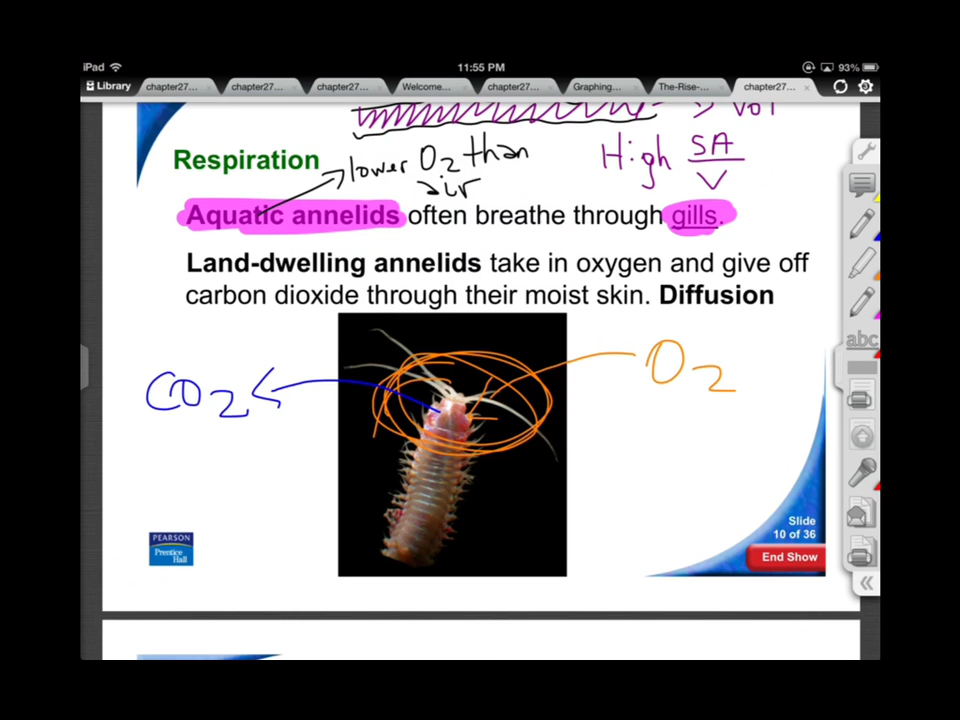 iPad 11:55 PM 93%
Library chapter27... chapter27... chapter27... Welcome... chapter27... Graphing... The-Rise-... chapter27...
Respiration
lower O2 than
air
High SA
V
Aquatic annelids often breathe through gills.
Land-dwelling annelids take in oxygen and give off
carbon dioxide through their moist skin. Diffusion
CO2
O2
abc
PEARSON
Prentice
Hall
Slide
10 of 36
End Show